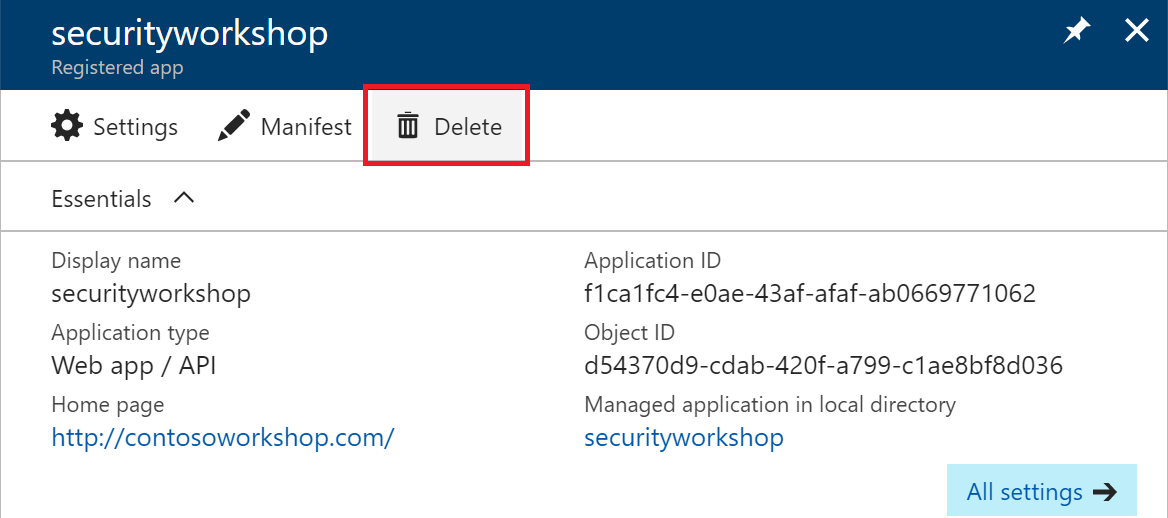 securityworkshop
Registered app
Settings Manifest Delete
Essentials
Display name
securityworkshop
Application ID
f1ca1fc4-e0ae-43af-afaf-ab0669771062
Application type
Web app / API
Object ID
d54370d9-cdab-420f-a799-c1ae8bf8d036
Home page
http://contosoworkshop.com/
Managed application in local directory
securityworkshop
All settings